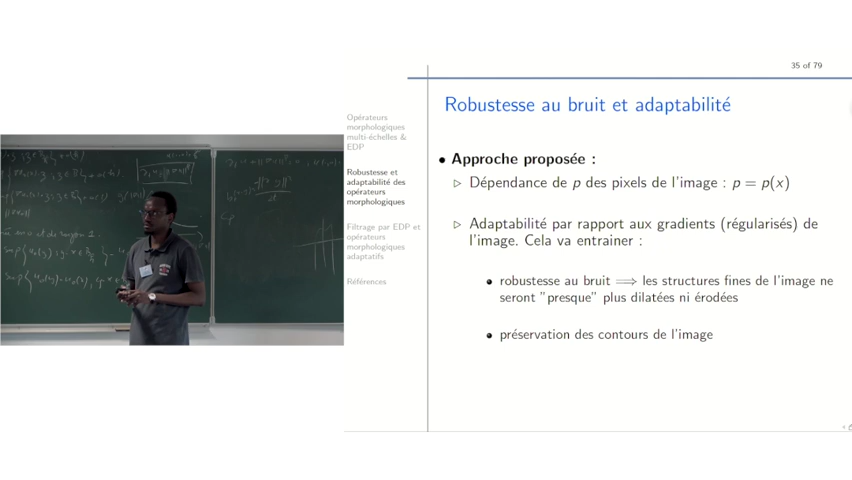 35 of 79
Robustesse au bruit et adaptabilité
Opérateurs
morphologiques
multi-échelles &
EDP
Robustesse et
adaptabilité des
opérateurs
morphologiques
Filtrage par EDP et
opérateurs
morphologiques
adaptatifs
Références
• Approche proposée :
▷ Dépendance de p des pixels de l'image : p = p(x)
▷ Adaptabilité par rapport aux gradients (régularisés) de
l'image. Cela va entrainer :
• robustesse au bruit ⟹ les structures fines de l'image ne
seront "presque" plus dilatées ni érodées
• préservation des contours de l'image